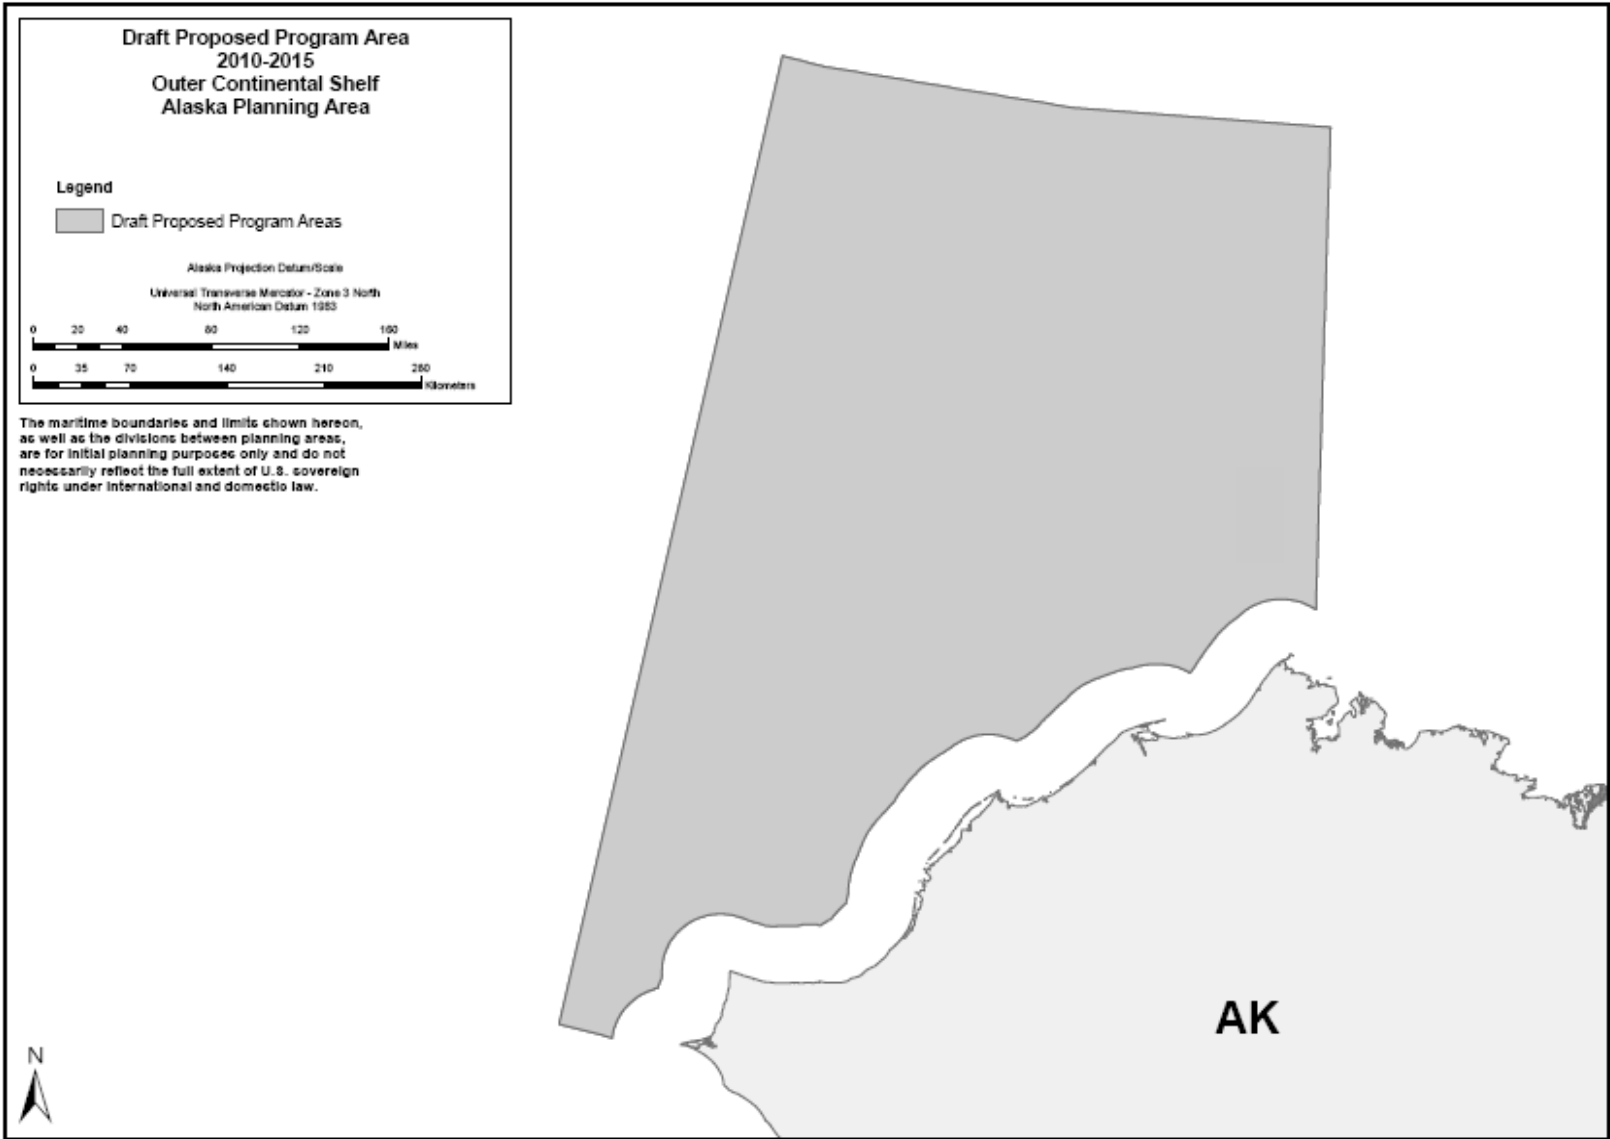 Draft Proposed Program Area
2010-2015
Outer Continental Shelf
Alaska Planning Area
Legend
Draft Proposed Program Areas
Alaska Projection Datum/Scale
Universal Transverse Mercator - Zone 3 North
North American Datum 1983
0 20 40 80 120 160
Miles
0 35 70 140 210 280
Kilometers
The maritime boundaries and limits shown hereon,
as well as the divisions between planning areas,
are for initial planning purposes only and do not
necessarily reflect the full extent of U.S. sovereign
rights under international and domestic law.
AK
N